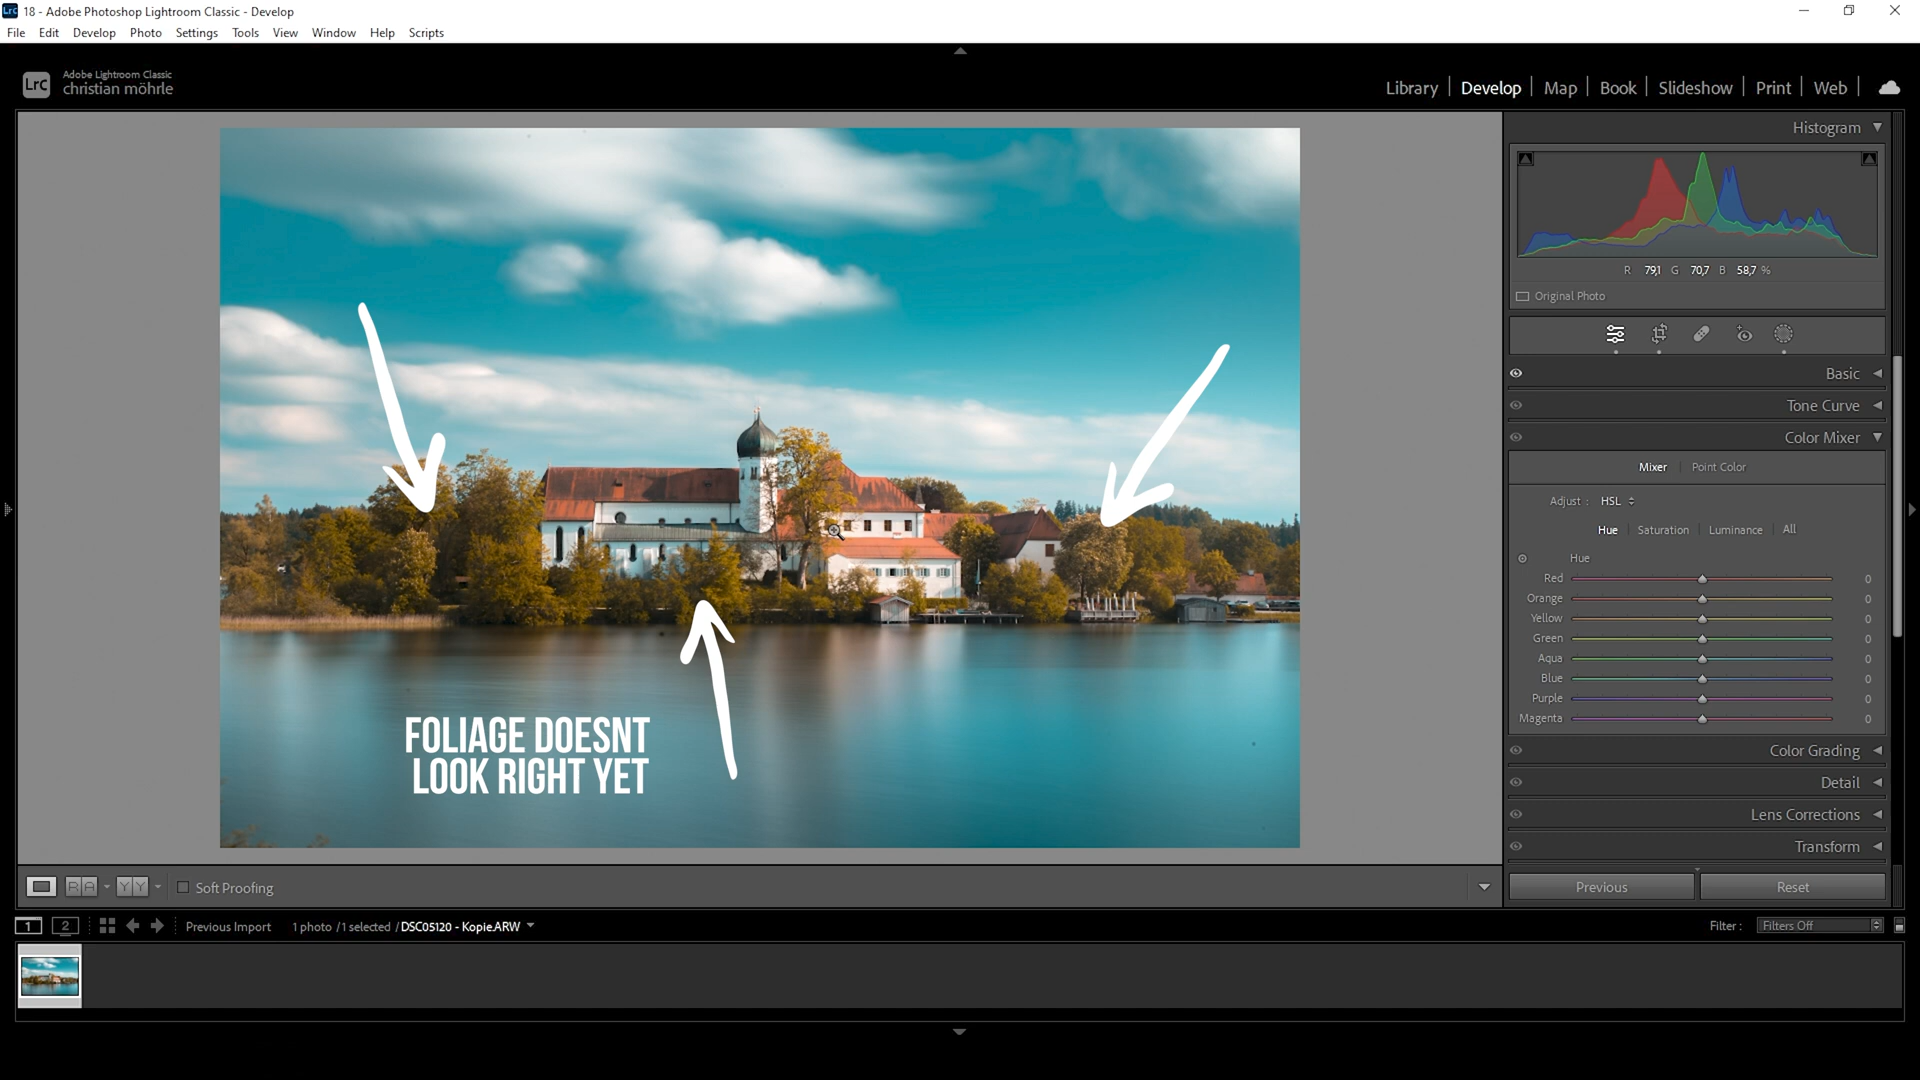 Lrc 18 - Adobe Photoshop Lightroom Classic - Develop
File Edit Develop Photo Settings Tools View Window Help Scripts
LrC
Adobe Lightroom Classic
christian möhrle
Library | Develop | Map | Book | Slideshow | Print | Web |
Histogram
R 79,1 G 70,7 B 58,7 %
Original Photo
Basic
Tone Curve
Color Mixer
Mixer | Point Color
Adjust : HSL
Hue | Saturation | Luminance | All
Hue
Red 0
Orange 0
Yellow 0
Green 0
Aqua 0
Blue 0
Purple 0
Magenta 0
Color Grading
Detail
Lens Corrections
Transform
Previous Reset
FOLIAGE DOESNT
LOOK RIGHT YET
R A Y Y Soft Proofing
1 2 Previous Import 1 photo / 1 selected / DSC05120 - Kopie.ARW
Filter : Filters Off